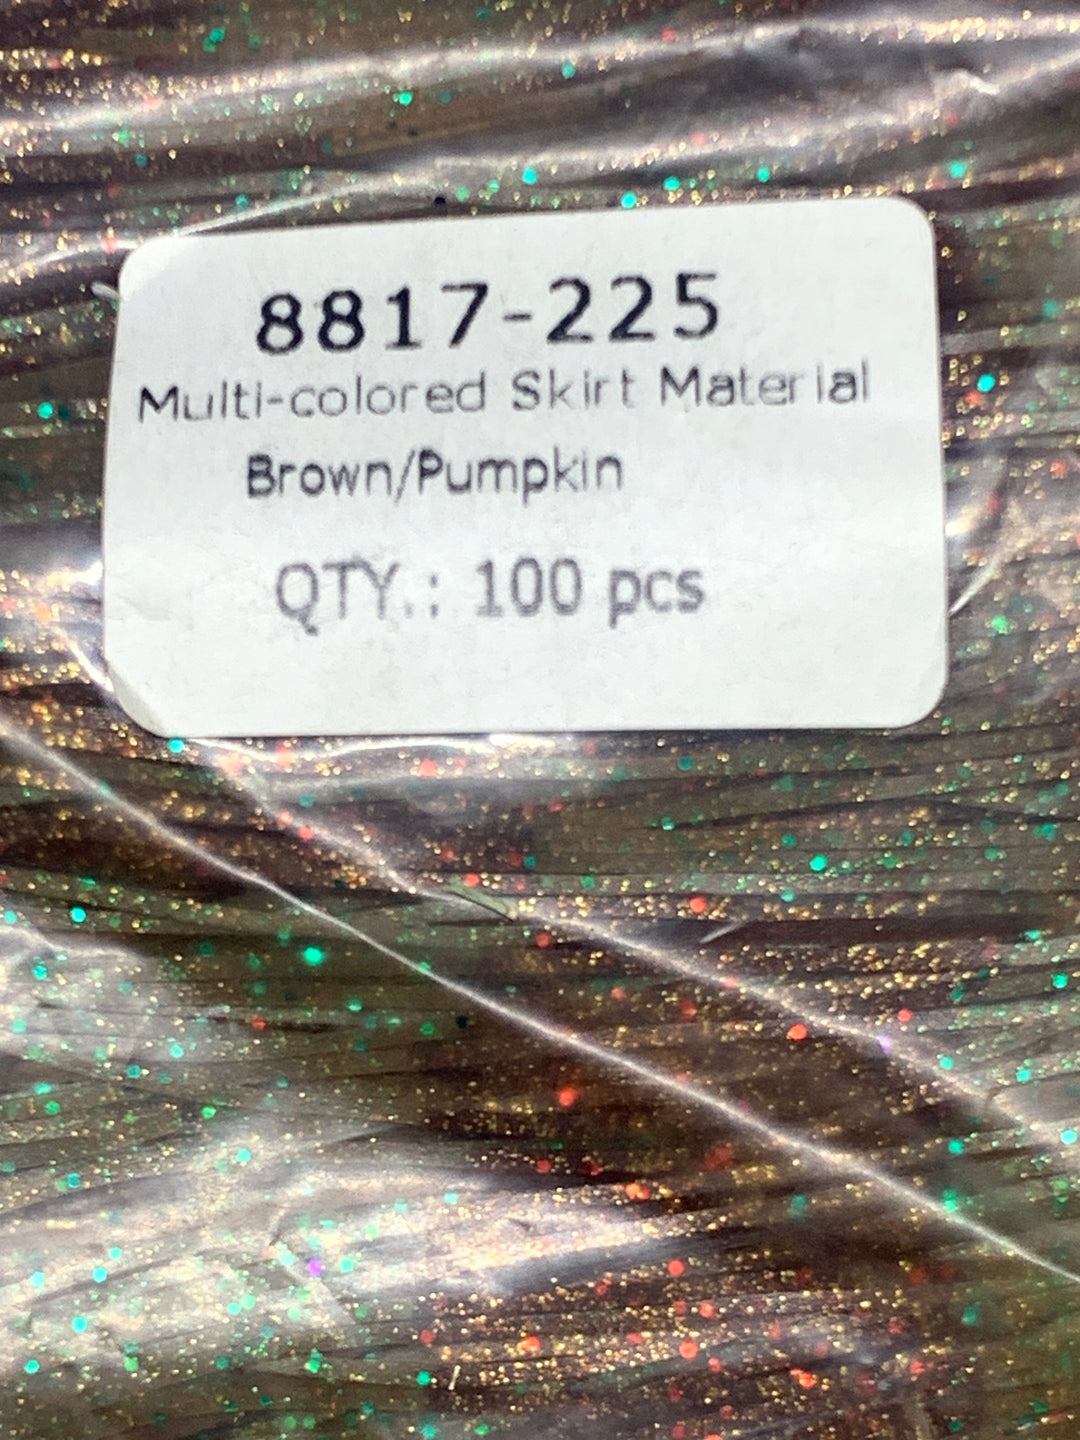 8817-225
Multi-colored Skirt Material
Brown/Pumpkin
QTY.: 100 pcs